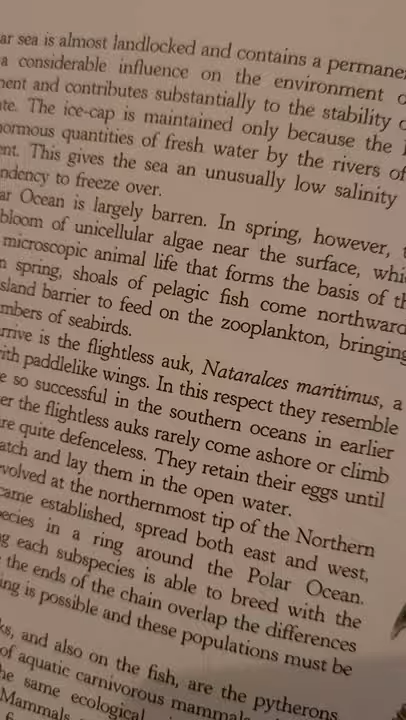 ar sea is almost landlocked and contains a permane
a considerable influence on the environment o
nent and contributes substantially to the stability o
te. The ice-cap is maintained only because the
normous quantities of fresh water by the rivers of
ent. This gives the sea an unusually low salinity
ndency to freeze over.
ar Ocean is largely barren. In spring, however,
bloom of unicellular algae near the surface, whi
microscopic animal life that forms the basis of th
n spring, shoals of pelagic fish come northward
sland barrier to feed on the zooplankton, bringing
mbers of seabirds.
rrive is the flightless auk, Nataralces maritimus, a
ith paddlelike wings. In this respect they resemble
e so successful in the southern oceans in earlier
er the flightless auks rarely come ashore or climb
re quite defenceless. They retain their eggs until
atch and lay them in the open water.
volved at the northernmost tip of the Northern
came established, spread both east and west,
ecies in a ring around the Polar Ocean.
g each subspecies is able to breed with the
the ends of the chain overlap the differences
ing is possible and these populations must be
ks, and also on the fish, are the pytherons
of aquatic carnivorous mamma
he same ecological
Mammals